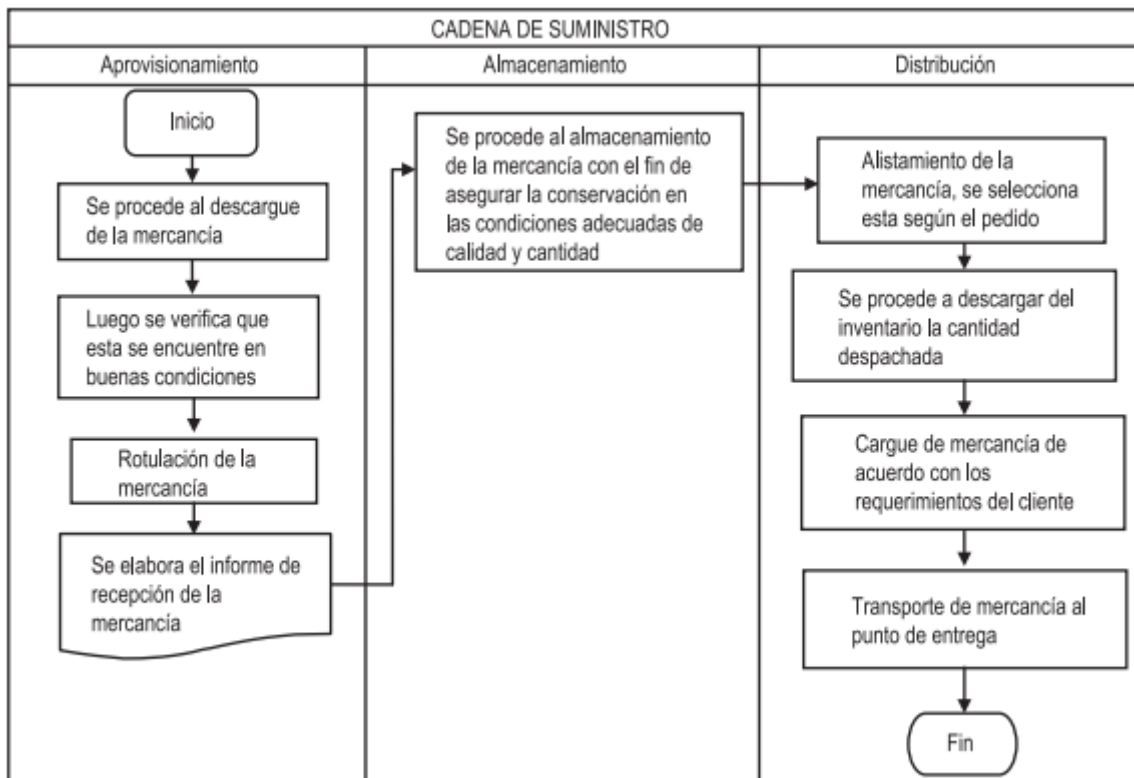 CADENA DE SUMINISTRO
Aprovisionamiento
Almacenamiento
Distribución
Inicio
Se procede al descargue
de la mercancía
Luego se verifica que
esta se encuentre en
buenas condiciones
Rotulación de la
mercancía
Se elabora el informe de
recepción de la
mercancía
Se procede al almacenamiento
de la mercancía con el fin de
asegurar la conservación en
las condiciones adecuadas de
calidad y cantidad
Alistamiento de la
mercancía, se selecciona
esta según el pedido
Se procede a descargar del
inventario la cantidad
despachada
Cargue de mercancía de
acuerdo con los
requerimientos del cliente
Transporte de mercancía al
punto de entrega
Fin